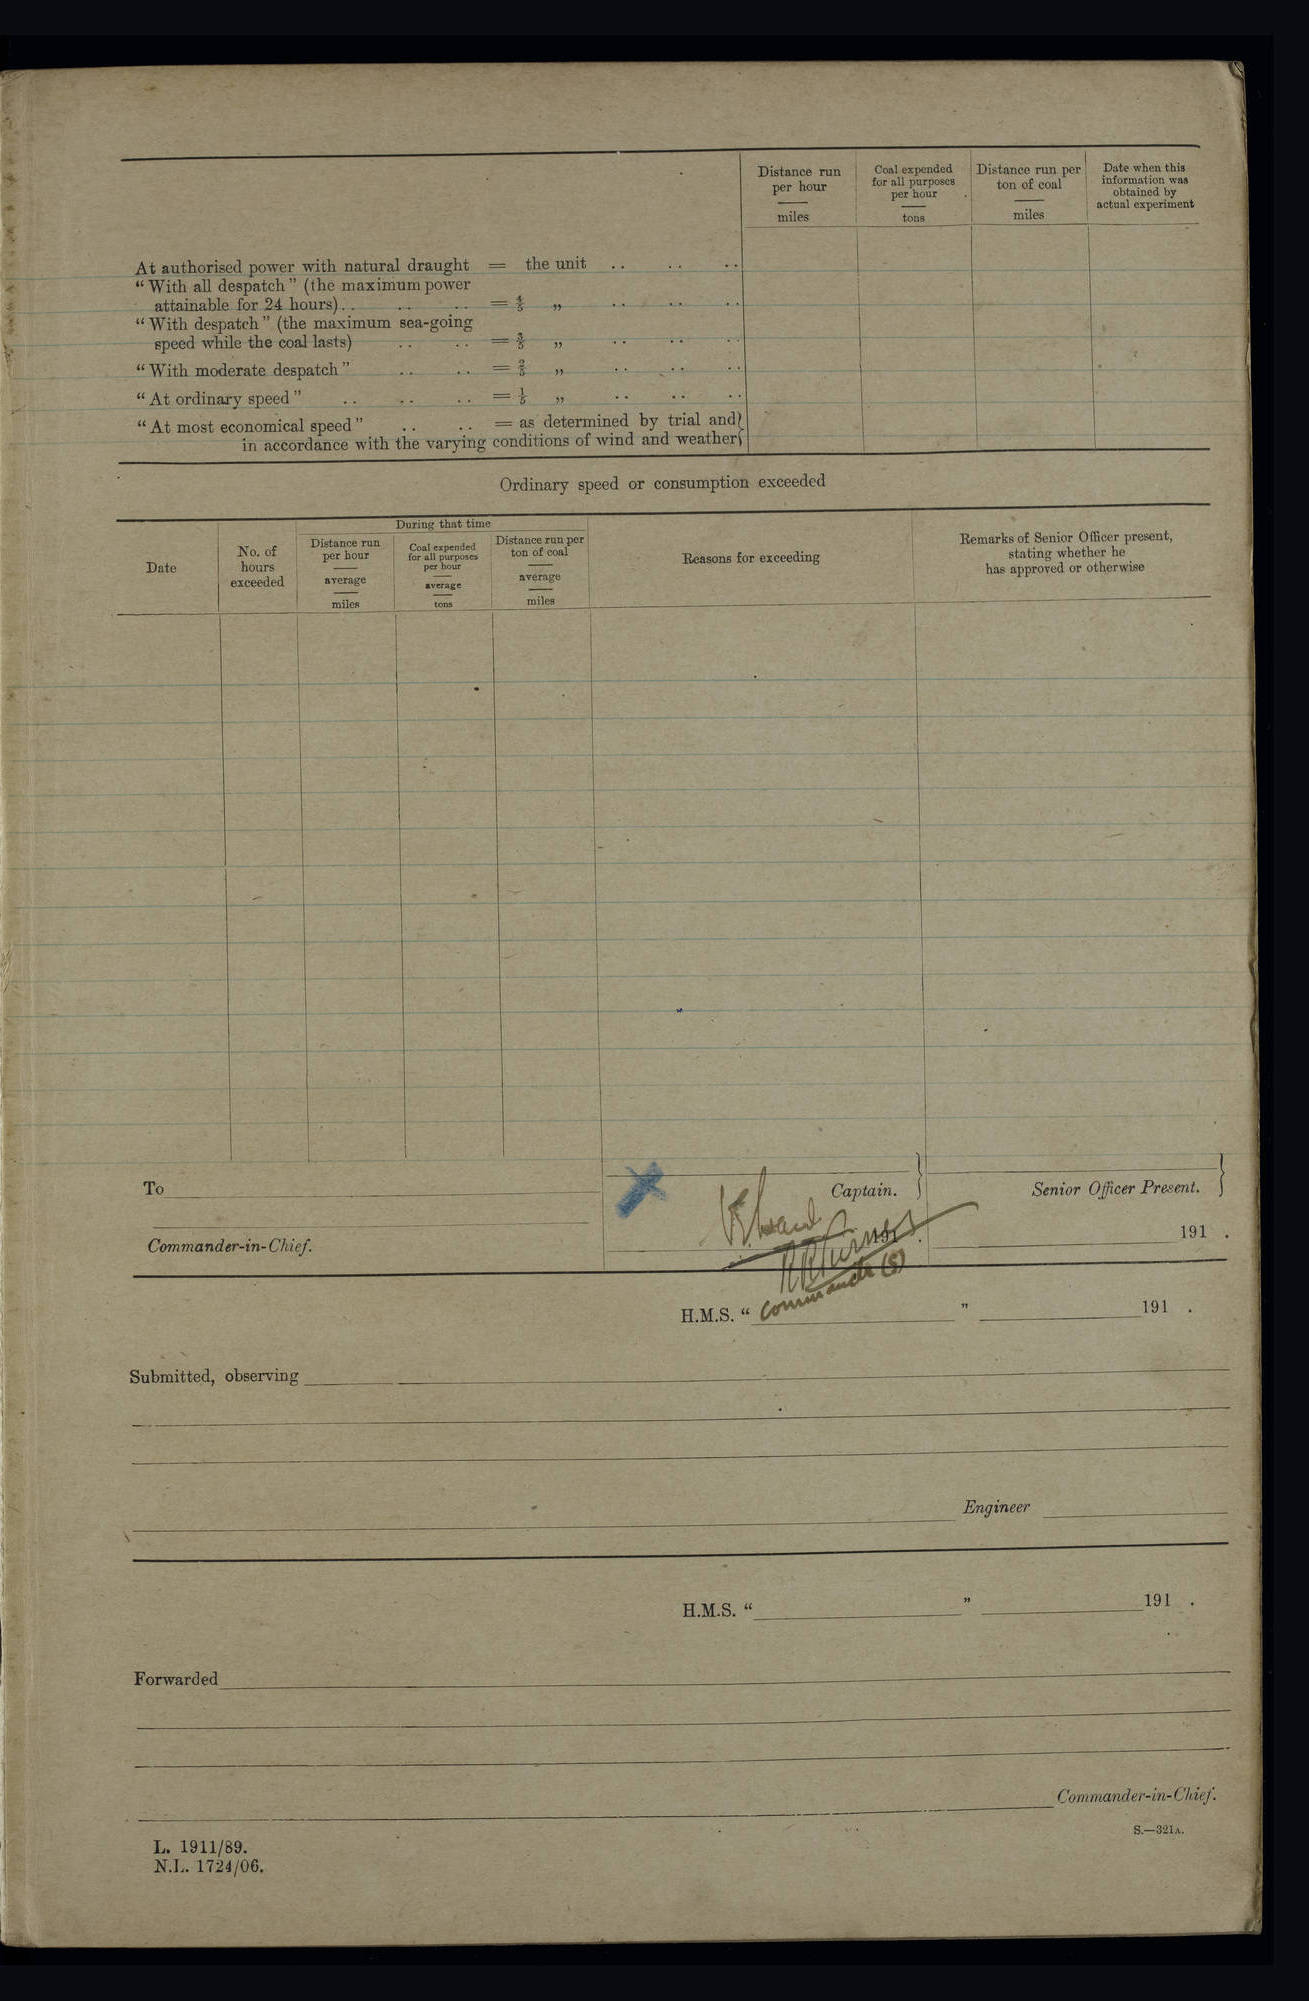 Distance run per hour
miles
Coal expended for all purposes per hour
tons
Distance run per ton of coal
miles
Date when this information was obtained by actual experiment
At authorised power with natural draught = the unit .. .. ..
"With all despatch" (the maximum power
attainable for 24 hours) .. .. .. = 4/5 „ .. .. ..
"With despatch" (the maximum sea-going
speed while the coal lasts) .. .. = 3/5 „ .. .. ..
"With moderate despatch" .. .. = 2/5 „ .. .. ..
"At ordinary speed" .. .. .. = 1/5 „ .. .. ..
"At most economical speed" .. .. = as determined by trial and }
in accordance with the varying conditions of wind and weather }
Ordinary speed or consumption exceeded
Date
No. of hours exceeded
During that time
Distance run per hour
average
miles
Coal expended for all purposes per hour
average
tons
Distance run per ton of coal
average
miles
Reasons for exceeding
Remarks of Senior Officer present,
stating whether he
has approved or otherwise
To
Captain. }
Senior Officer Present. }
Commander-in-Chief.
191 .
191 .
Commander (S)
H.M.S. “ ” 191 .
Submitted, observing
Engineer
H.M.S. “ ” 191 .
Forwarded
Commander-in-Chief.
S.—321A.
L. 1911/89.
N.L. 1724/06.